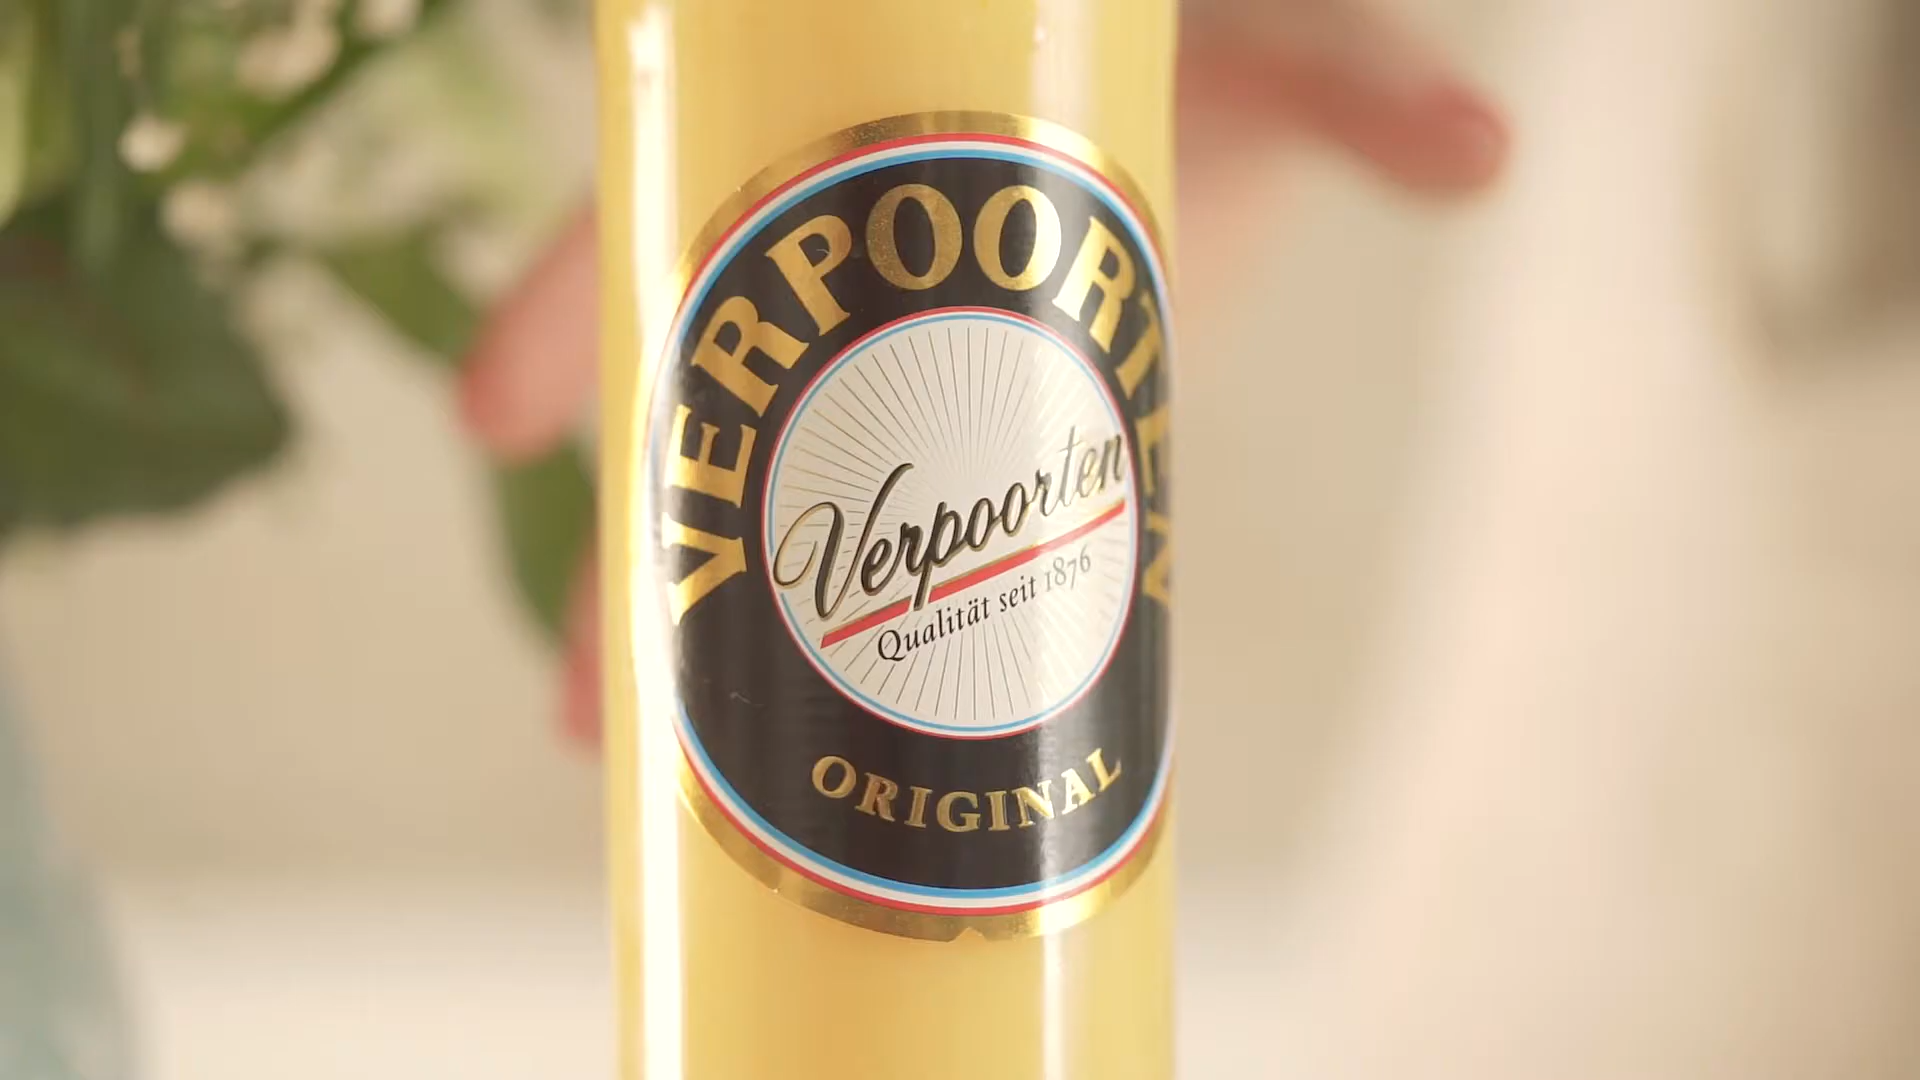 VERPOORTEN
Verpoorten
Qualität seit 1876
ORIGINAL